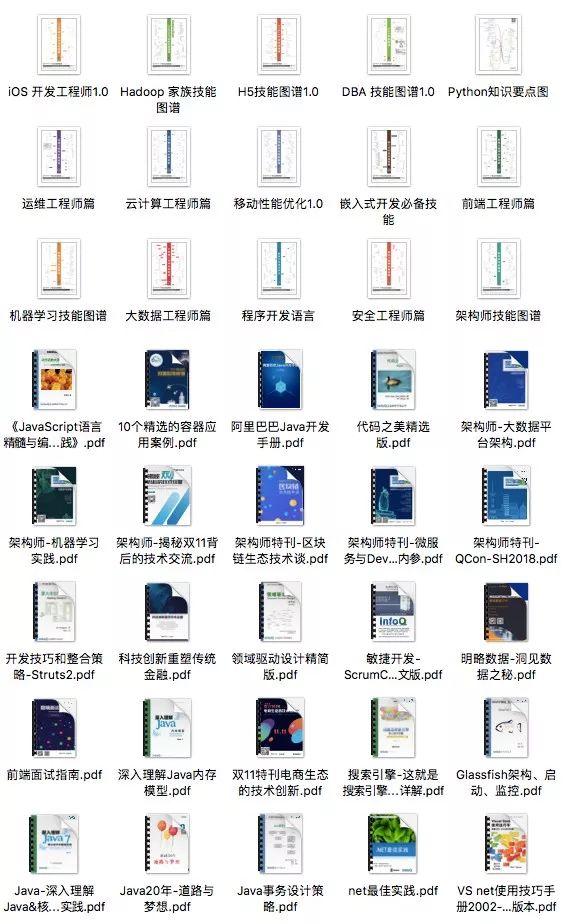 iOS 开发工程师1.0
Hadoop 家族技能
图谱
H5技能图谱1.0
DBA 技能图谱1.0
Python知识要点图
运维工程师篇
云计算工程师篇
移动性能优化1.0
嵌入式开发必备技
能
前端工程师篇
机器学习技能图谱
大数据工程师篇
程序开发语言
安全工程师篇
架构师技能图谱
《JavaScript语言
精髓与编...践》.pdf
10个精选的容器应
用案例.pdf
阿里巴巴Java开发
手册.pdf
代码之美精选
版.pdf
架构师-大数据平
台架构.pdf
架构师-机器学习
实践.pdf
架构师-揭秘双11背
后的技术交流.pdf
架构师特刊-区块
链生态技术谈.pdf
架构师特刊-微服
务与Dev...内参.pdf
架构师特刊-
QCon-SH2018.pdf
开发技巧和整合策
略-Struts2.pdf
科技创新重塑传统
金融.pdf
领域驱动设计精简
版.pdf
敏捷开发-
ScrumC...文版.pdf
明略数据-洞见数
据之秘.pdf
前端面试指南.pdf
深入理解Java内存
模型.pdf
双11特刊电商生态
的技术创新.pdf
搜索引擎-这就是
搜索引擎...详解.pdf
Glassfish架构、启
动、监控.pdf
Java-深入理解
Java&核...实践.pdf
Java20年-道路与
梦想.pdf
Java事务设计策
略.pdf
net最佳实践.pdf
VS net使用技巧手
册2002-...版本.pdf